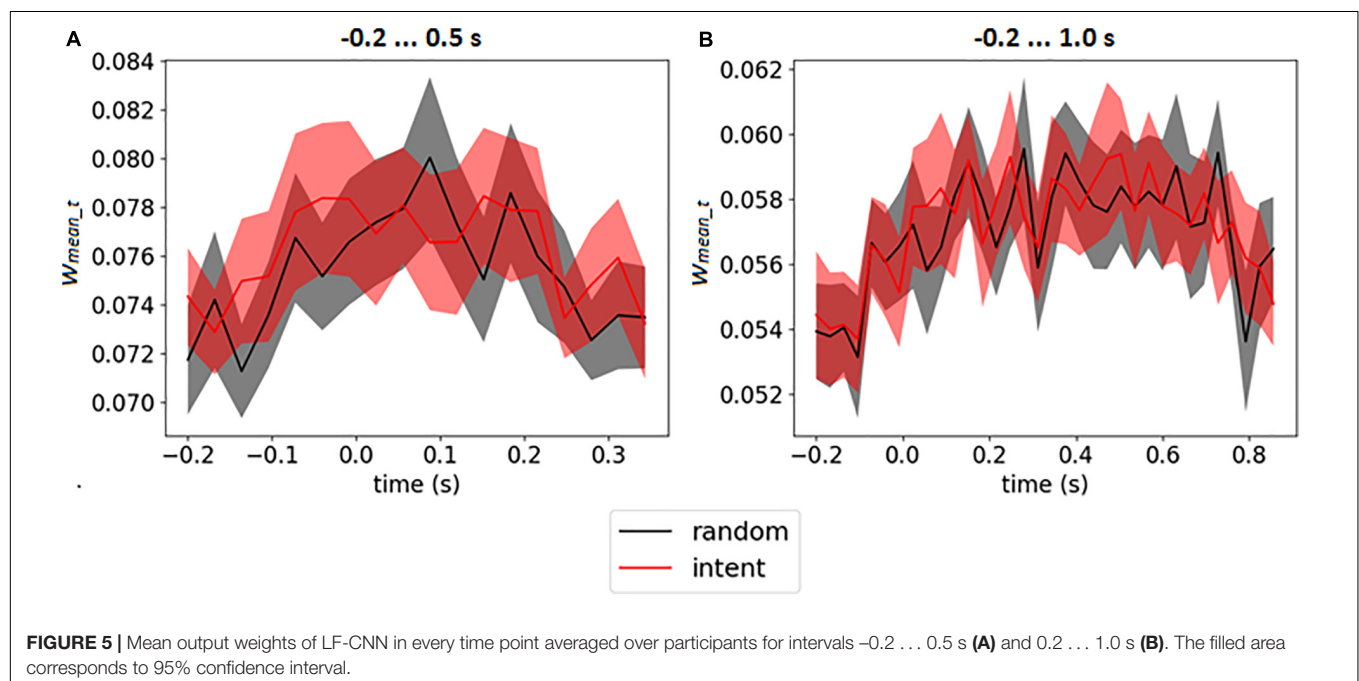 A
-0.2 ... 0.5 s
0.084
0.082
0.080
0.078
0.076
0.074
0.072
0.070
Wmean_t
−0.2 −0.1 0.0 0.1 0.2 0.3
time (s)
B
-0.2 ... 1.0 s
0.062
0.060
0.058
0.056
0.054
0.052
Wmean_t
−0.2 0.0 0.2 0.4 0.6 0.8
time (s)
random
intent
FIGURE 5 | Mean output weights of LF-CNN in every time point averaged over participants for intervals –0.2 . . . 0.5 s (A) and 0.2 . . . 1.0 s (B). The filled area
corresponds to 95% confidence interval.